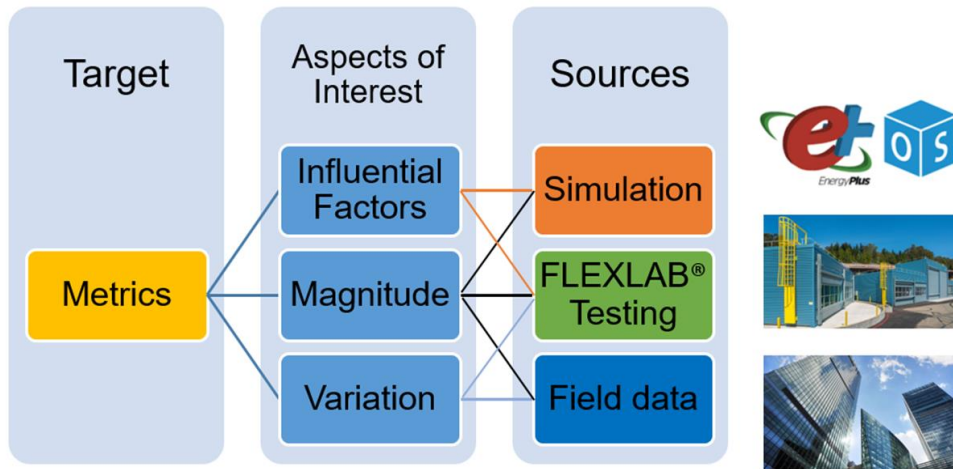 Target
Aspects of
Interest
Sources
Influential
Factors
Simulation
e+
OS
EnergyPlus
Metrics
Magnitude
FLEXLAB®
Testing
Variation
Field data